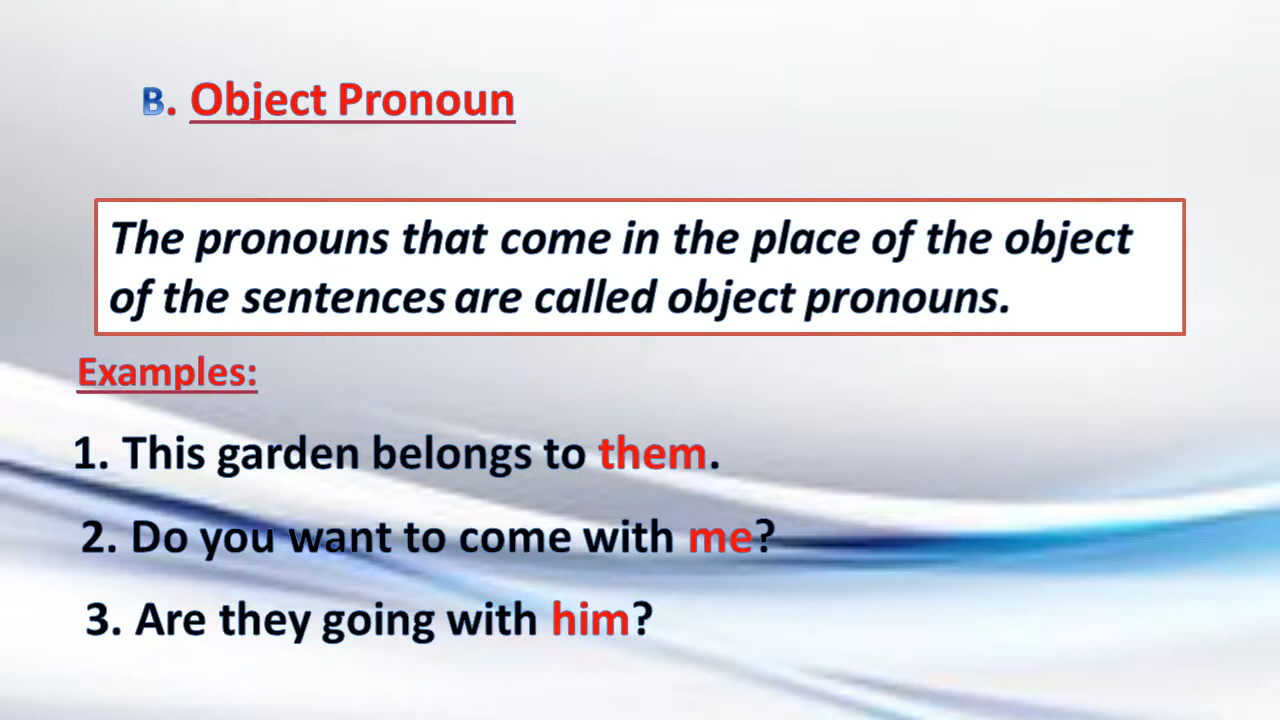 B. Object Pronoun
The pronouns that come in the place of the object
of the sentences are called object pronouns.
Examples:
1. This garden belongs to them.
2. Do you want to come with me?
3. Are they going with him?